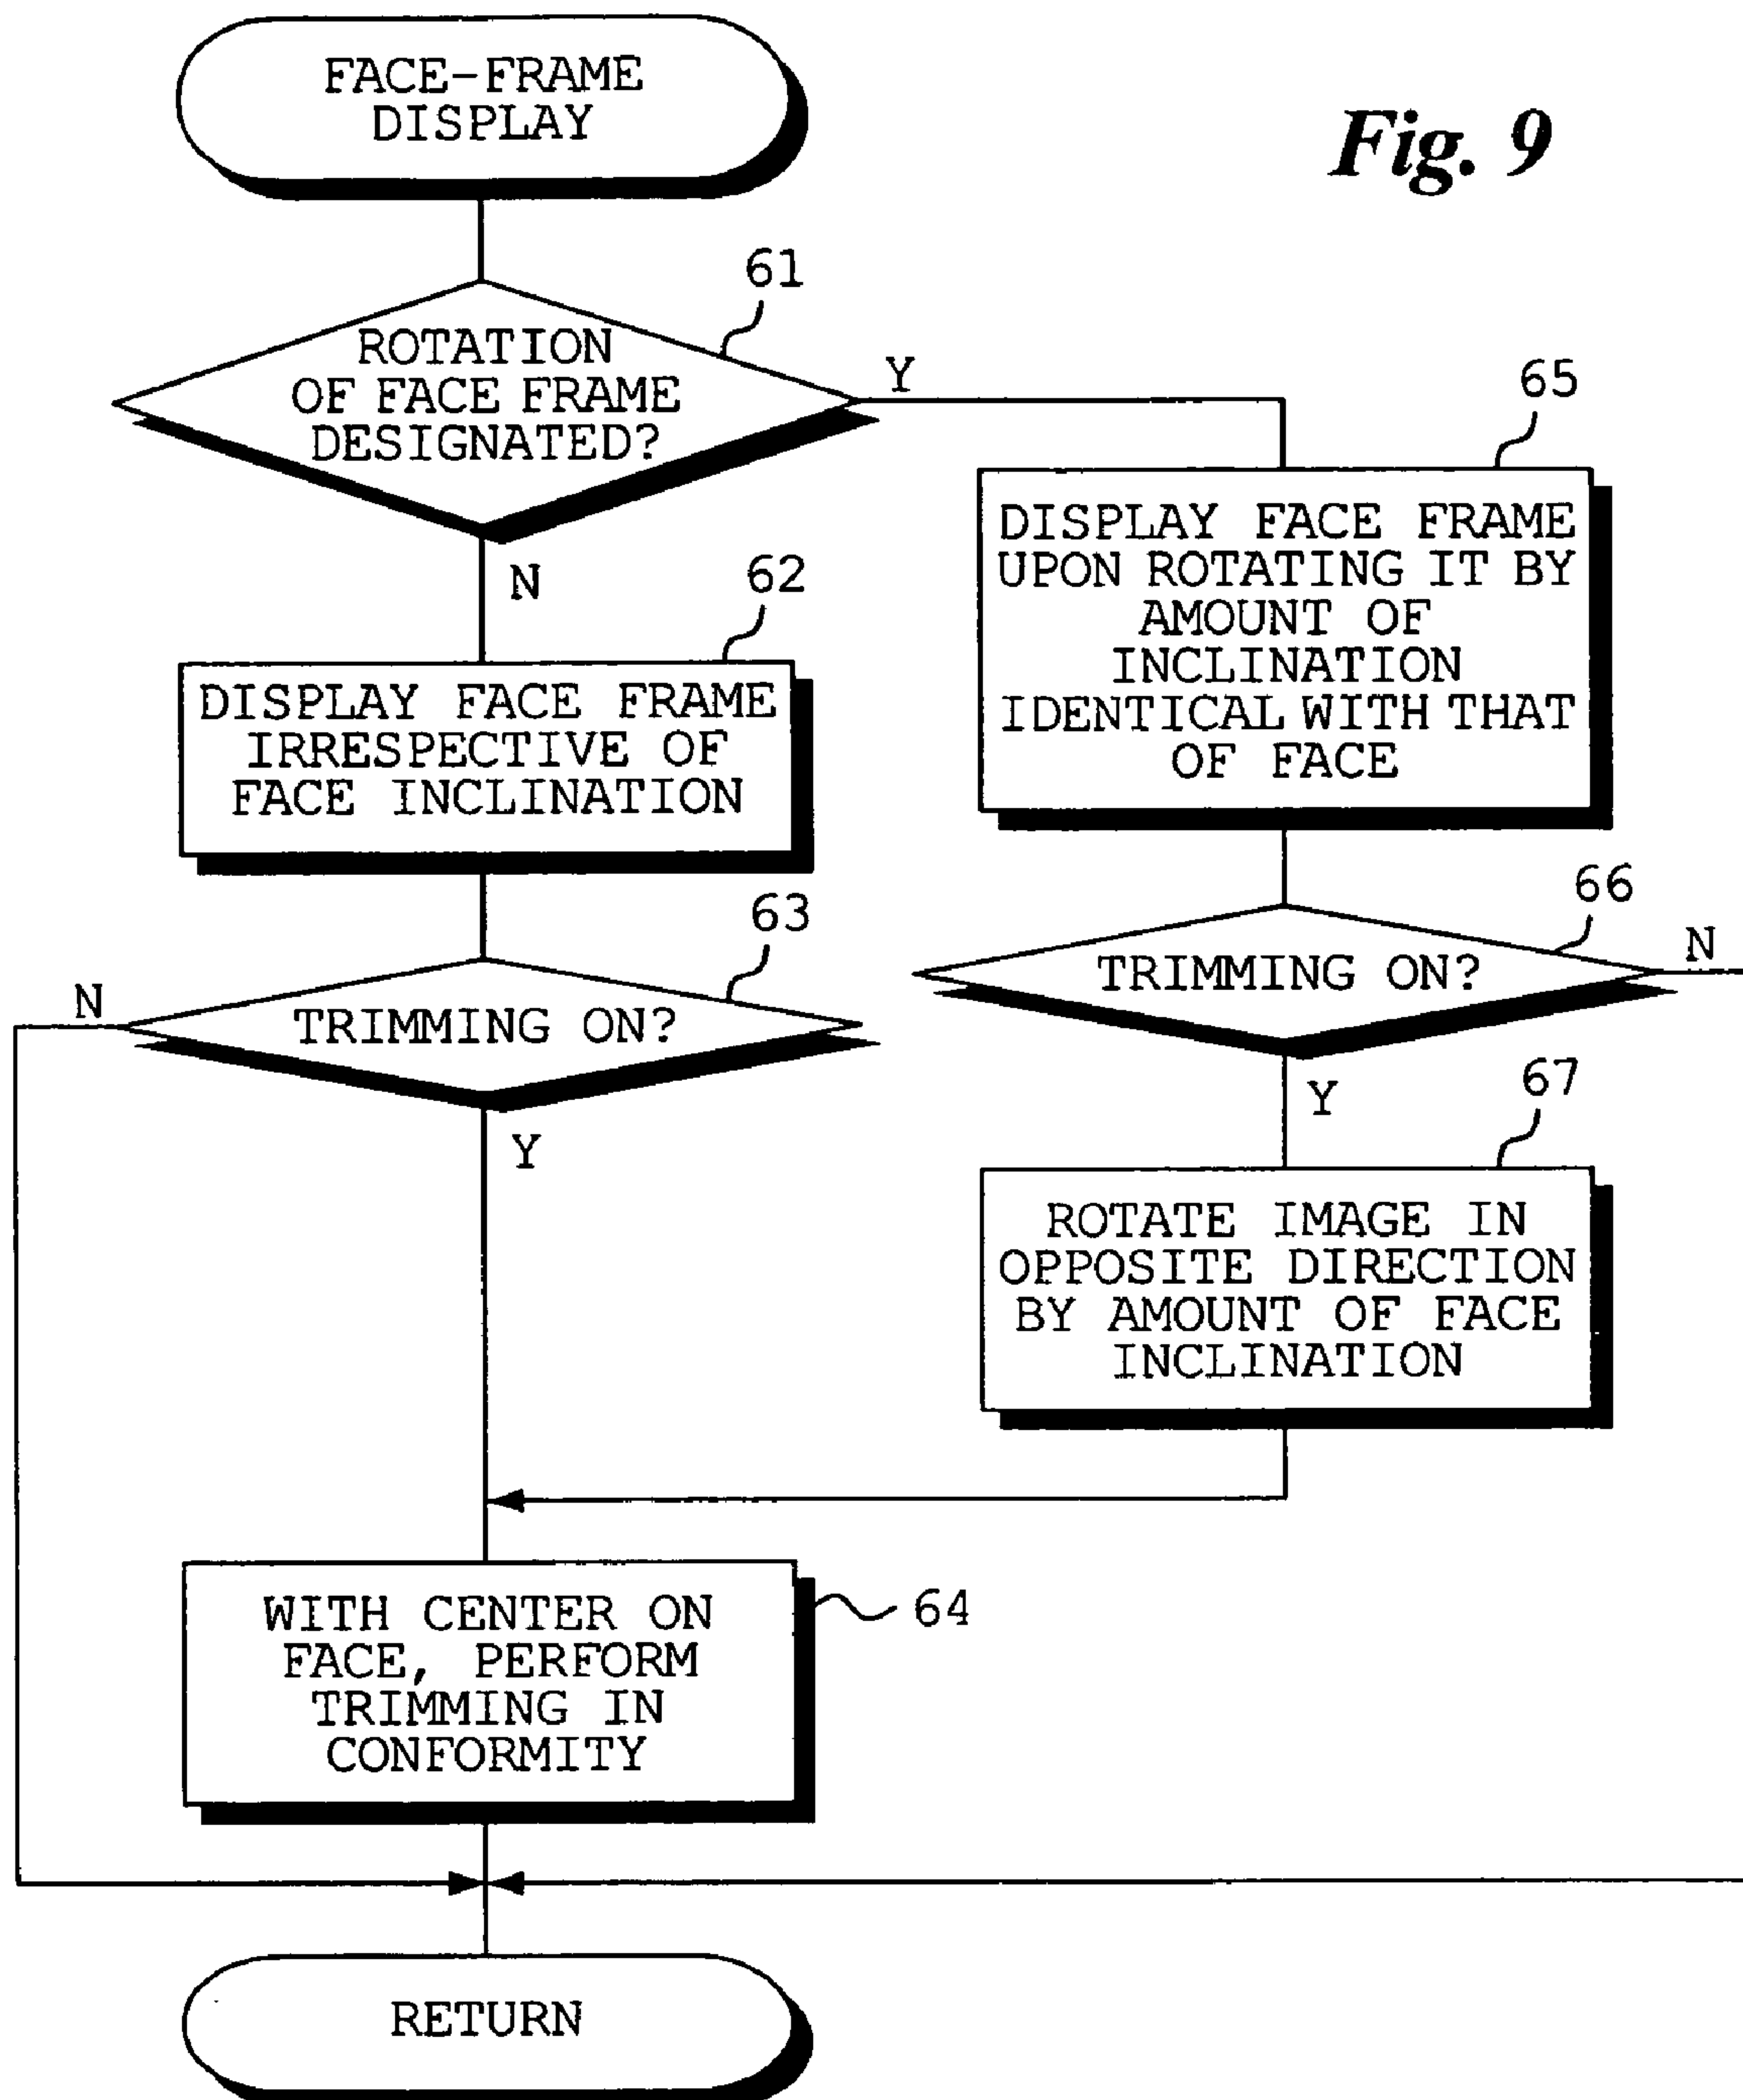 FACE-FRAME
DISPLAY
Fig. 9
61
ROTATION
OF FACE FRAME
DESIGNATED?
Y
N
62
DISPLAY FACE FRAME
IRRESPECTIVE OF
FACE INCLINATION
63
TRIMMING ON?
N
Y
65
DISPLAY FACE FRAME
UPON ROTATING IT BY
AMOUNT OF
INCLINATION
IDENTICAL WITH THAT
OF FACE
66
TRIMMING ON?
N
Y
67
ROTATE IMAGE IN
OPPOSITE DIRECTION
BY AMOUNT OF FACE
INCLINATION
WITH CENTER ON
FACE, PERFORM
TRIMMING IN
CONFORMITY
64
RETURN